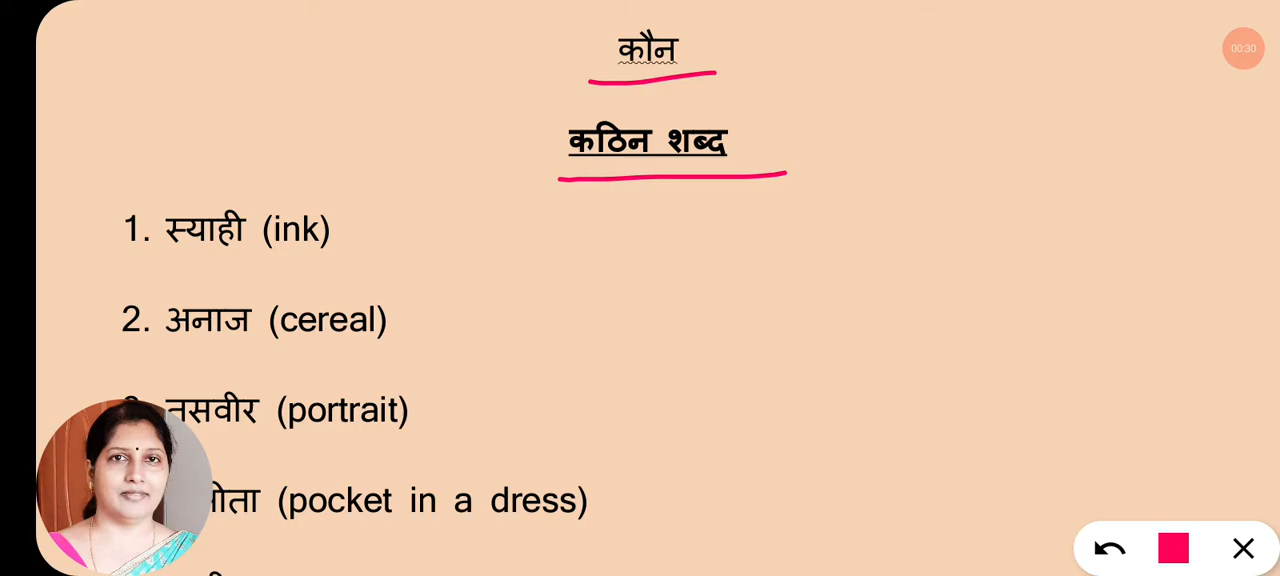 00:30
कौन
कठिन शब्द
1. स्याही (ink)
2. अनाज (cereal)
तसवीर (portrait)
(pocket in a dress)